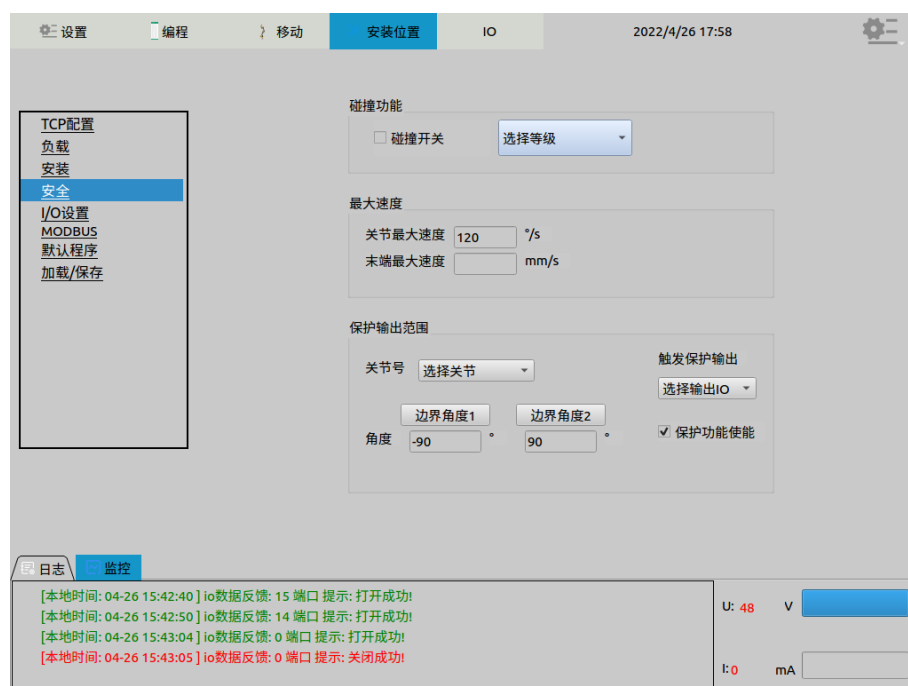 设置 编程 移动 安装位置 IO 2022/4/26 17:58
TCP配置
负载
安装
安全
I/O设置
MODBUS
默认程序
加载/保存
碰撞功能
碰撞开关 选择等级
最大速度
关节最大速度 120 °/s
末端最大速度 mm/s
保护输出范围
关节号 选择关节
边界角度1 边界角度2
角度 -90 ° 90 °
触发保护输出
选择输出IO
保护功能使能
日志 监控
[本地时间: 04-26 15:42:40 ] io数据反馈: 15 端口 提示: 打开成功!
[本地时间: 04-26 15:42:50 ] io数据反馈: 14 端口 提示: 打开成功!
[本地时间: 04-26 15:43:04 ] io数据反馈: 0 端口 提示: 打开成功!
[本地时间: 04-26 15:43:05 ] io数据反馈: 0 端口 提示: 关闭成功!
U: 48 V
I: 0 mA